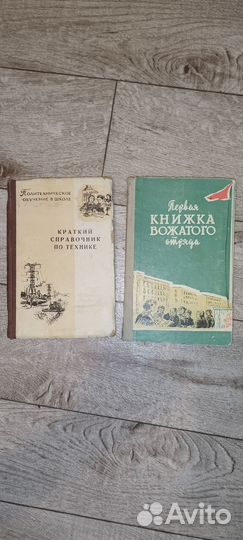 Политехническое
обучение в школе
КРАТКИЙ
СПРАВОЧНИК
ПО ТЕХНИКЕ
Первая
КНИЖКА
ВОЖАТОГО
отряда
Avito